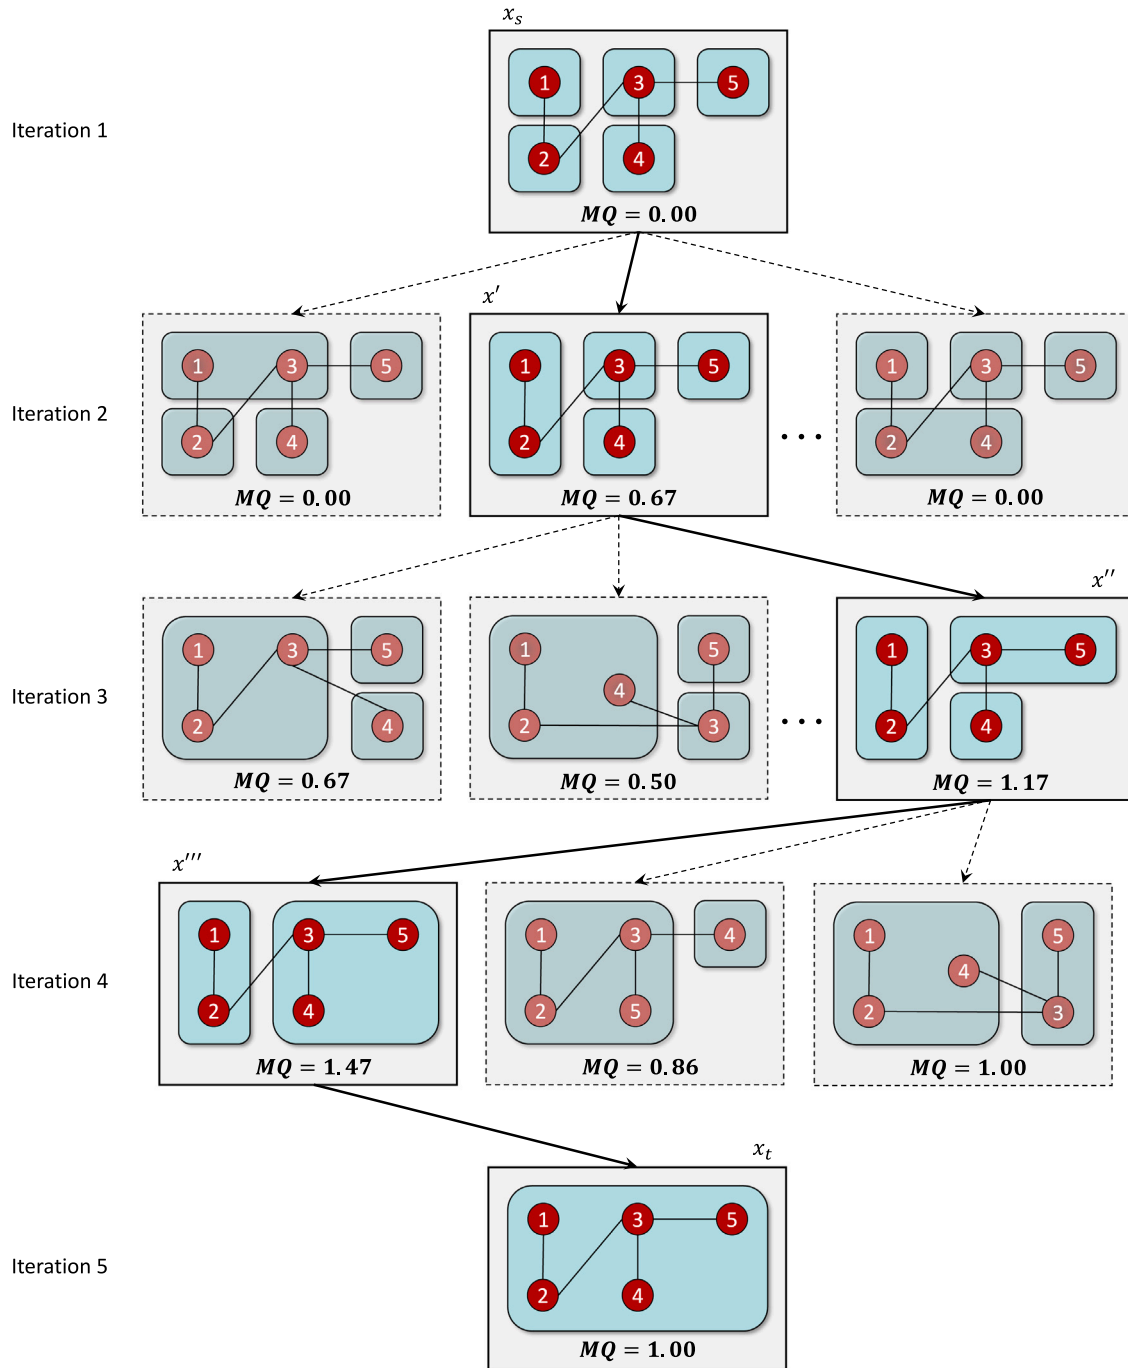 x_s
1 3 5
Iteration 1
2 4
MQ = 0.00
x′
1 3 5
1 3 5
1 3 5
Iteration 2
2 4
2 4
...
2 4
MQ = 0.00
MQ = 0.67
MQ = 0.00
x′′
1 3 5
1 5
1 3 5
Iteration 3
2 4
4
2 3
...
2 4
MQ = 0.67
MQ = 0.50
MQ = 1.17
x′′′
1 3 5
1 3 4
1 5
Iteration 4
2 4
2 5
4
2 3
MQ = 1.47
MQ = 0.86
MQ = 1.00
x_t
1 3 5
Iteration 5
2 4
MQ = 1.00